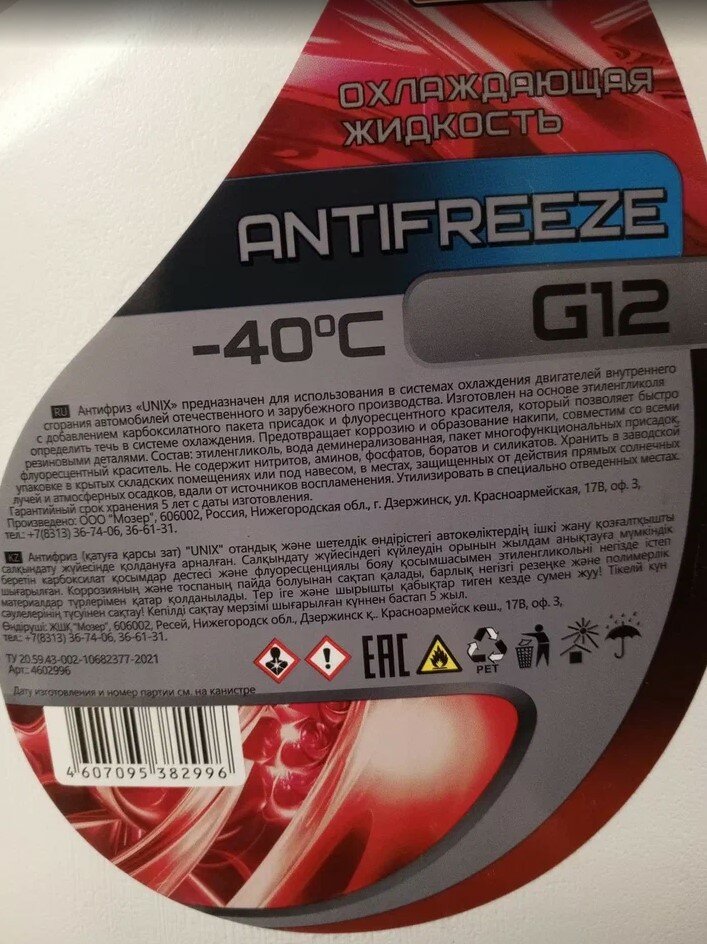 ОХЛАЖДАЮЩАЯ
ЖИДКОСТЬ
ANTIFREEZE
G12
-40°C
RU Антифриз «UNIX» предназначен для использования в системах охлаждения двигателей внутреннего
сгорания автомобилей отечественного и зарубежного производства. Изготовлен на основе этиленгликоля
с добавлением карбоксилатного пакета присадок и флуоресцентного красителя, который позволяет быстро
определить течь в системе охлаждения. Предотвращает коррозию и образование накипи, совместим со всеми
резиновыми деталями. Состав: этиленгликоль, вода деминерализованная, пакет многофункциональных присадок,
флуоресцентный краситель. Не содержит нитритов, аминов, фосфатов, боратов и силикатов. Хранить в заводской
упаковке в крытых складских помещениях или под навесом, в местах, защищенных от действия прямых солнечных
лучей и атмосферных осадков, вдали от источников воспламенения. Утилизировать в специально отведенных местах.
Гарантийный срок хранения 5 лет с даты изготовления.
Произведено: ООО "Мозер", 606002, Россия, Нижегородская обл., г. Дзержинск, ул. Красноармейская, 17В, оф. 3,
тел.: +7(8313) 36-74-06, 36-61-31.
KZ Антифриз (қатуға қарсы зат) "UNIX" отандық және шетелдік өндірістегі автокөліктердің ішкі жану қозғалтқышты
салқындату жүйесінде қолдануға арналған. Салқындату жүйесіндегі күйлеудің орынын жылдам анықтауға мүмкіндік
беретін карбоксилат қосымдар дестесі және флуоресценциялы бояу қосымшасымен этиленгликольді негізде істеп
шығарылған. Коррозияның және тоспаның пайда болуынан сақтап қалады, барлық негізгі резеңке және полимерлік
материалдар түрлерімен қатар қолданылады. Тер іге және шырышты қабықтар тиген кезде сумен жуу! Тікелй күн
сәулелерінің түсуінен сақтау! Кепілді сақтау мерзімі шығарылған күннен бастап 5 жыл.
Өндіруші: ЖШҚ "Мозер", 606002, Ресей, Нижегородская обл., Дзержинск қ., Красноармейск көш., 17В, оф. 3,
тел.: +7(8313) 36-74-06, 36-61-31.
ТУ 20.59.43-002-10682377-2021
Арт.: 4602996
EAC
PET
Дату изготовления и номер партии см. на канистре
4 607095 382996